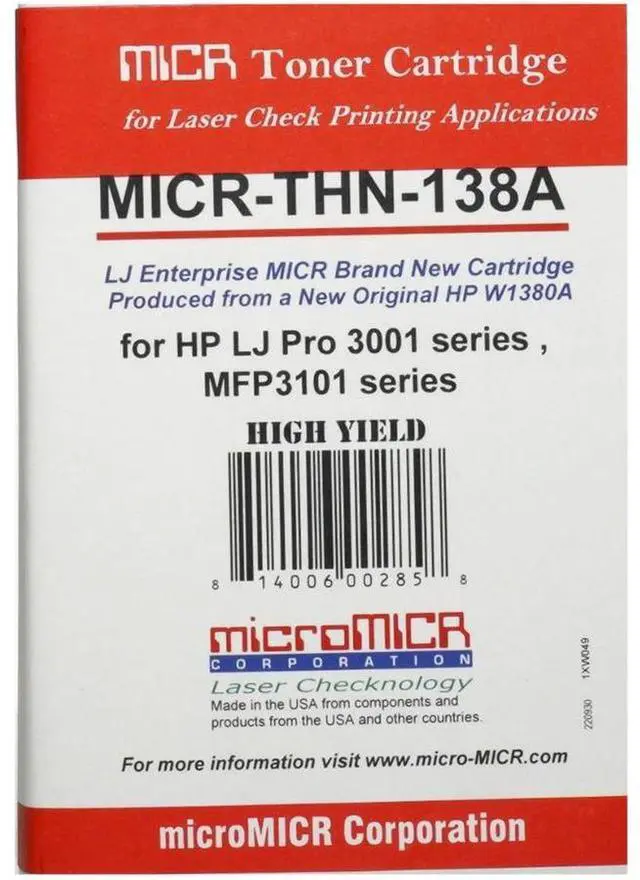 MICR Toner Cartridge
for Laser Check Printing Applications
MICR-THN-138A
LJ Enterprise MICR Brand New Cartridge
Produced from a New Original HP W1380A
for HP LJ Pro 3001 series ,
MFP3101 series
HIGH YIELD
8 14006 00285 8
microMICR
CORPORATION
Laser Checknology
Made in the USA from components and
products from the USA and other countries.
220930 1XW049
For more information visit www.micro-MICR.com
microMICR Corporation